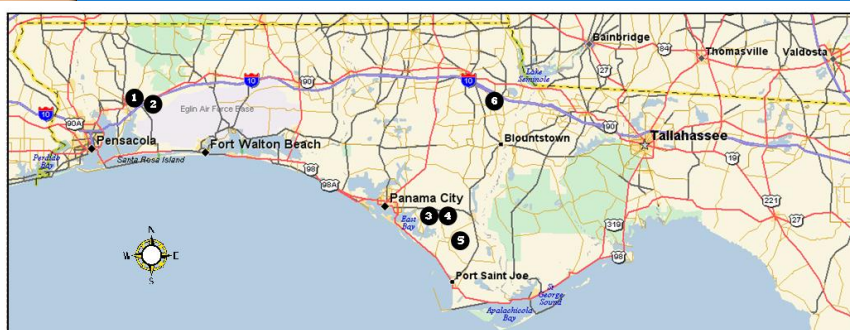 Bainbridge
84
Thomasville
Valdosta
10
90
10
Lake
Seminole
27
1
2
Eglin Air Force Base
6
10
90A
90
Pensacola
Fort Walton Beach
Blountstown
Tallahassee
Perdido
Bay
Santa Rosa Island
98
19
98A
Panama City
221
3
4
27
East
Bay
319
N
5
W
E
98
S
Port Saint Joe
St
George
Sound
Apalachicola
Bay